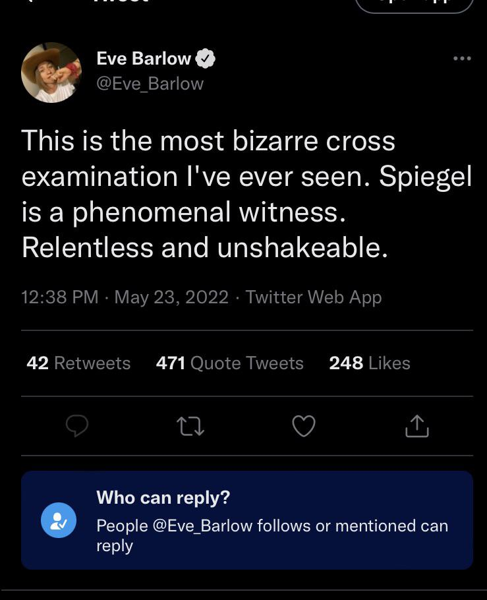 Eve Barlow
@Eve_Barlow
This is the most bizarre cross
examination I've ever seen. Spiegel
is a phenomenal witness.
Relentless and unshakeable.
12:38 PM · May 23, 2022 · Twitter Web App
42 Retweets 471 Quote Tweets 248 Likes
Who can reply?
People @Eve_Barlow follows or mentioned can
reply